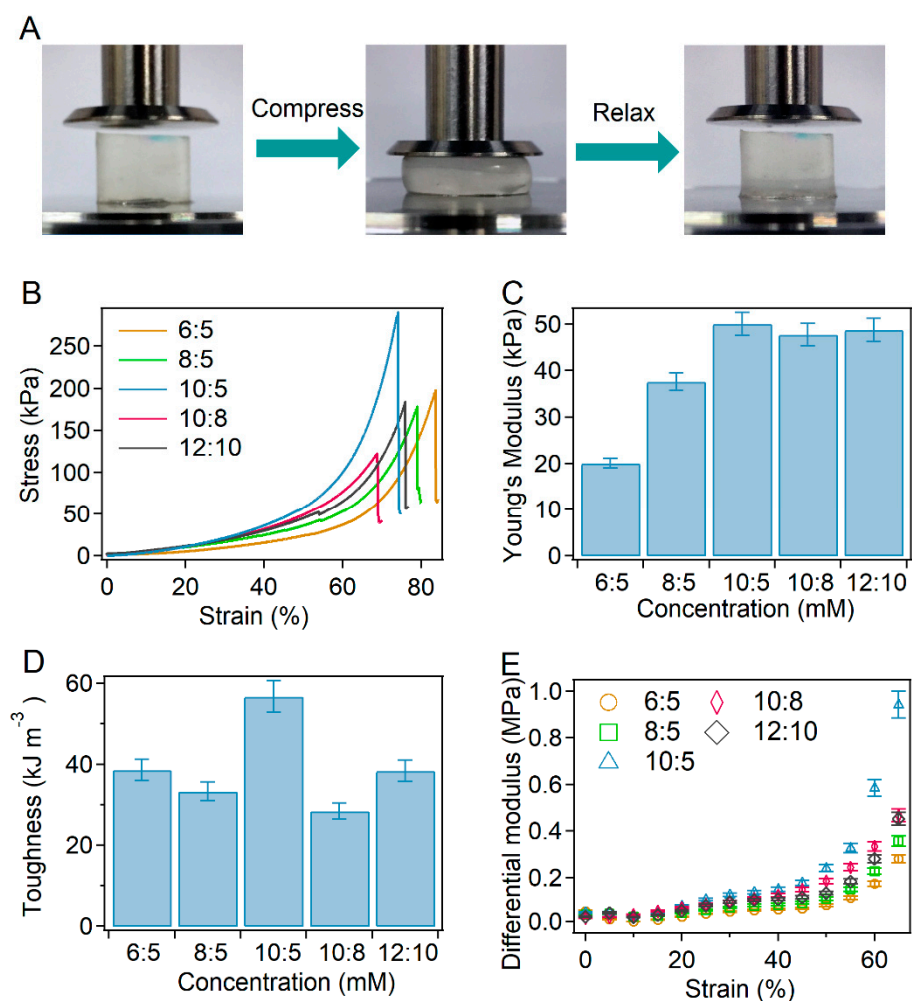 A
Compress
Relax
B
6:5
8:5
10:5
10:8
12:10
Stress (kPa)
250
200
150
100
50
0
0 20 40 60 80
Strain (%)
C
Young's Modulus (kPa)
50
40
30
20
10
0
6:5 8:5 10:5 10:8 12:10
Concentration (mM)
D
Toughness (kJ m⁻³)
60
40
20
0
6:5 8:5 10:5 10:8 12:10
Concentration (mM)
E
Differential modulus (MPa)
1.0
0.8
0.6
0.4
0.2
0.0
6:5 10:8
8:5 12:10
10:5
0 20 40 60
Strain (%)